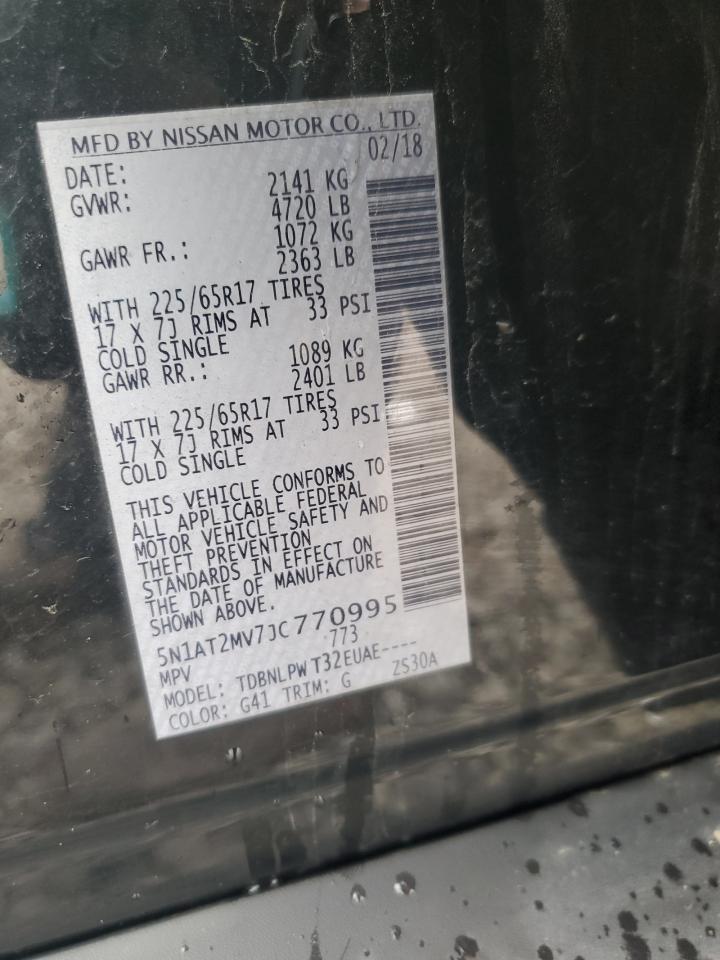 MFD BY NISSAN MOTOR CO., LTD.
DATE: 02/18
GVWR: 2141 KG
4720 LB
GAWR FR.: 1072 KG
2363 LB
WITH 225/65R17 TIRES
17 X 7J RIMS AT 33 PSI
COLD SINGLE
GAWR RR.: 1089 KG
2401 LB
WITH 225/65R17 TIRES
17 X 7J RIMS AT 33 PSI
COLD SINGLE
THIS VEHICLE CONFORMS TO
ALL APPLICABLE FEDERAL
MOTOR VEHICLE SAFETY AND
THEFT PREVENTION
STANDARDS IN EFFECT ON
THE DATE OF MANUFACTURE
SHOWN ABOVE.
5N1AT2MV7JC770995
MPV 773
MODEL: TDBNLPWT32EUAE----
COLOR: G41 TRIM: G ZS30A